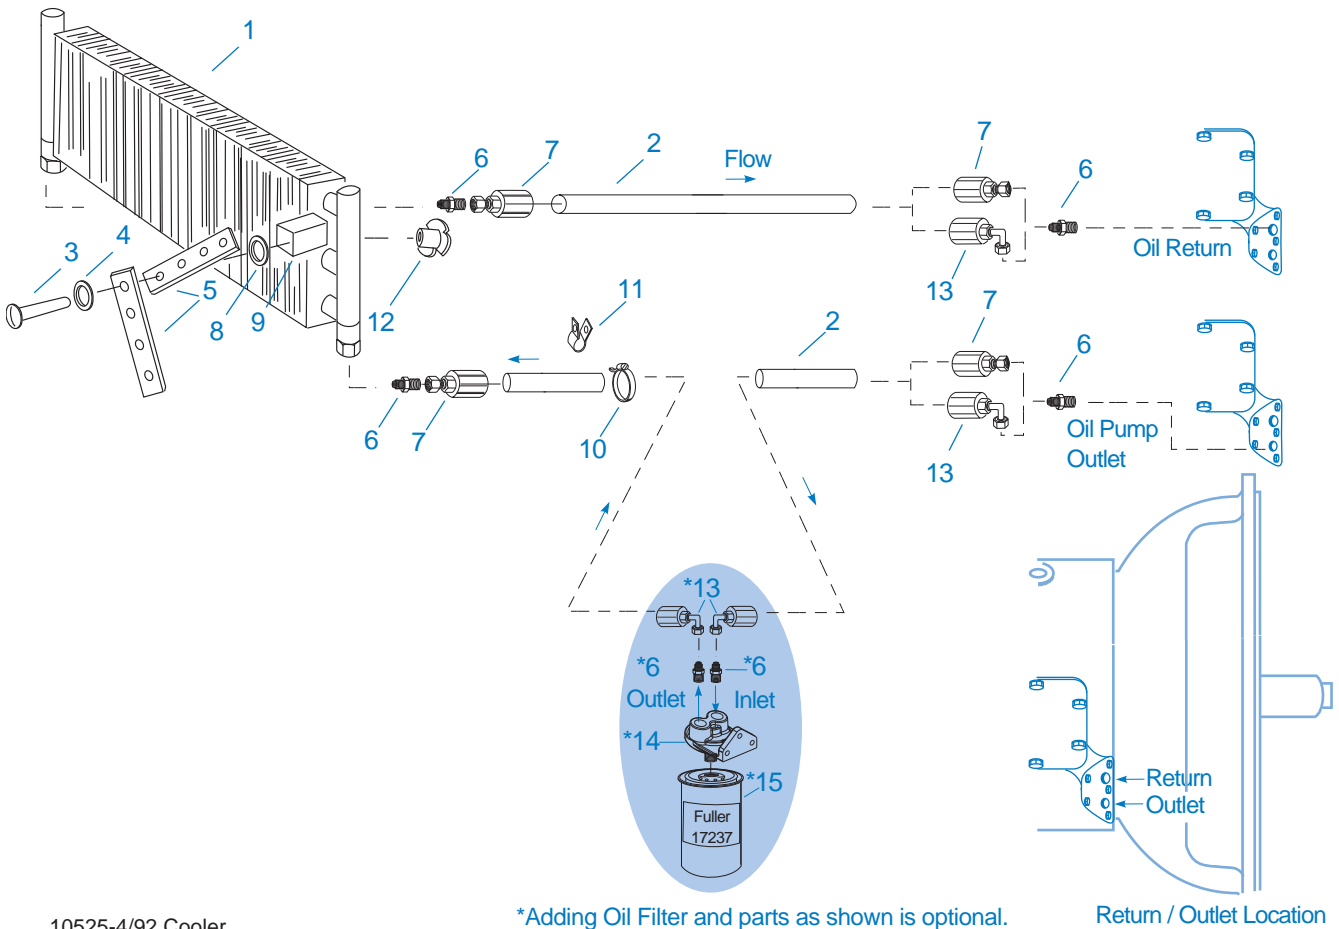 1
6
7
2
Flow
7
6
Oil Return
13
3
4
5
8
9
12
11
2
7
6
6
7
10
Oil Pump
Outlet
13
*13
*6
*6
Outlet
Inlet
*14
*15
Fuller
17237
Return
Outlet
*Adding Oil Filter and parts as shown is optional.
Return / Outlet Location
10525-4/92 Cooler